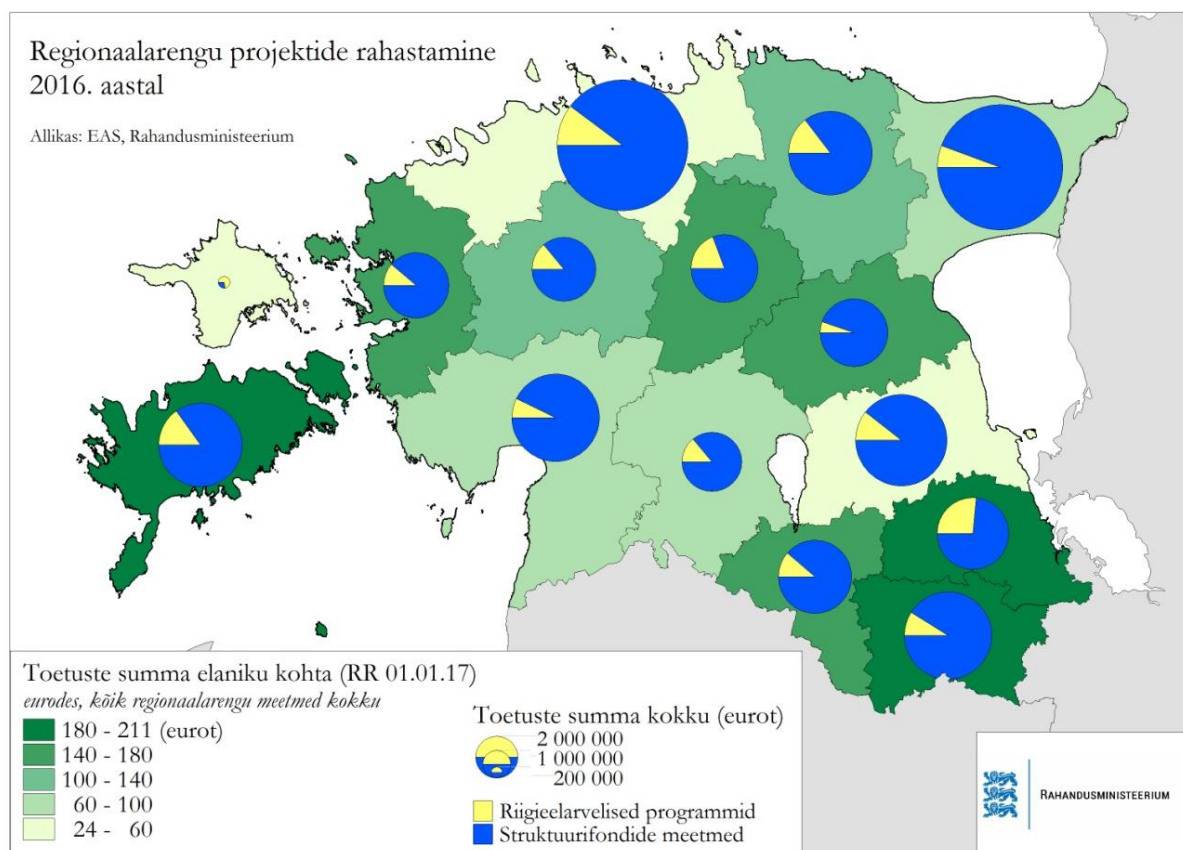 Regionaalarengu projektide rahastamine
2016. aastal
Allikas: EAS, Rahandusministeerium
Toetuste summa elaniku kohta (RR 01.01.17)
eurodes, kõik regionaalarengu meetmed kokku
180 - 211 (eurot)
140 - 180
100 - 140
60 - 100
24 - 60
Toetuste summa kokku (eurot)
2 000 000
1 000 000
200 000
Riigieelarvelised programmid
Struktuurifondide meetmed
RAHANDUSMINISTEERIUM